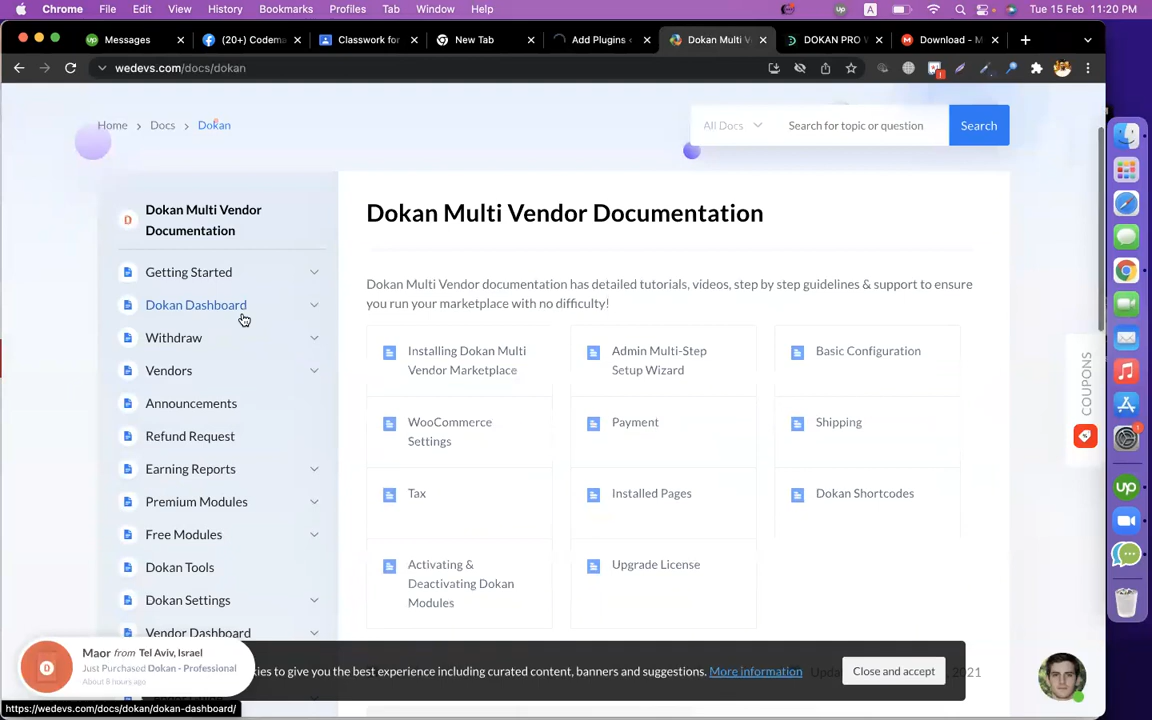 Chrome File Edit View History Bookmarks Profiles Tab Window Help
A Tue 15 Feb 11:20 PM
Messages (20+) Codema Classwork for New Tab Add Plugins ‹ Dokan Multi V DOKAN PRO Download - M
wedevs.com/docs/dokan
Home > Docs > Dokan
All Docs Search for topic or question Search
Dokan Multi Vendor
Documentation
Getting Started
Dokan Dashboard
Withdraw
Vendors
Announcements
Refund Request
Earning Reports
Premium Modules
Free Modules
Dokan Tools
Dokan Settings
Vendor Dashboard
Dokan Multi Vendor Documentation
Dokan Multi Vendor documentation has detailed tutorials, videos, step by step guidelines & support to ensure
you run your marketplace with no difficulty!
Installing Dokan Multi
Vendor Marketplace
Admin Multi-Step
Setup Wizard
Basic Configuration
WooCommerce
Settings
Payment
Shipping
Tax
Installed Pages
Dokan Shortcodes
Activating &
Deactivating Dokan
Modules
Upgrade License
COUPONS
Maor from Tel Aviv, Israel
Just Purchased Dokan - Professional
About 8 hours ago
kies to give you the best experience including curated content, banners and suggestions. More information Close and accept
2021
https://wedevs.com/docs/dokan/dokan-dashboard/